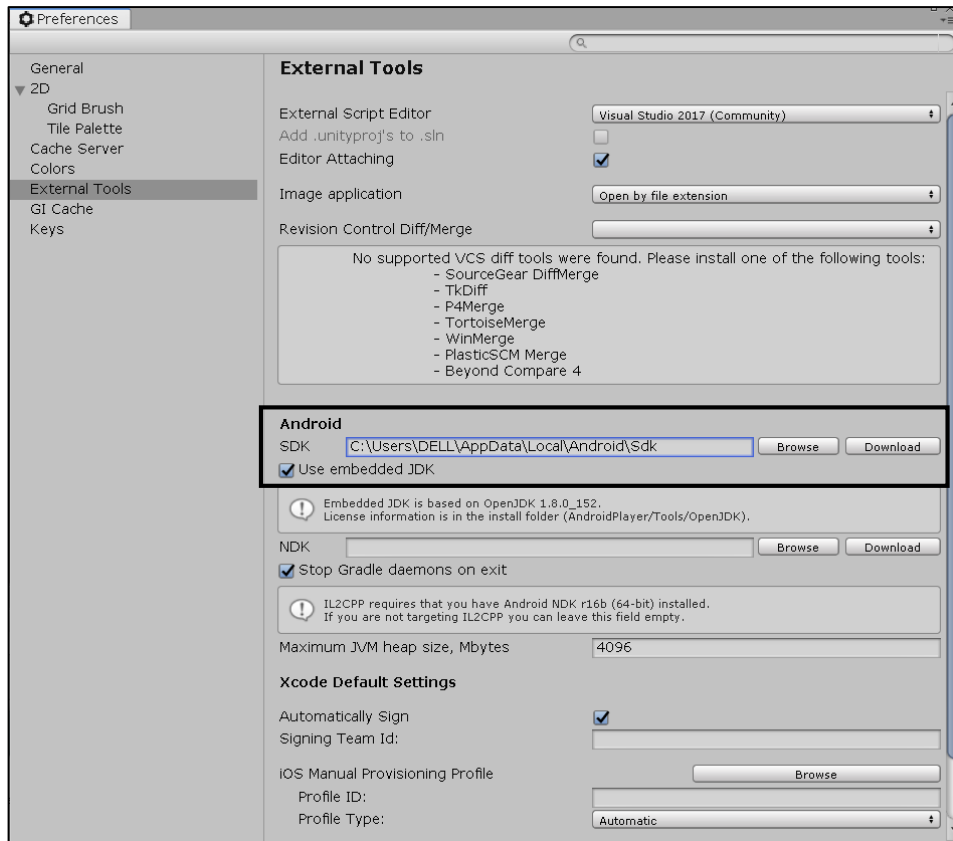 Preferences
General
2D
Grid Brush
Tile Palette
Cache Server
Colors
External Tools
GI Cache
Keys
External Tools
External Script Editor Visual Studio 2017 (Community)
Add .unityproj's to .sln
Editor Attaching
Image application Open by file extension
Revision Control Diff/Merge
No supported VCS diff tools were found. Please install one of the following tools:
- SourceGear DiffMerge
- TkDiff
- P4Merge
- TortoiseMerge
- WinMerge
- PlasticSCM Merge
- Beyond Compare 4
Android
SDK C:\Users\DELL\AppData\Local\Android\Sdk Browse Download
Use embedded JDK
Embedded JDK is based on OpenJDK 1.8.0_152.
License information is in the install folder (AndroidPlayer/Tools/OpenJDK).
NDK Browse Download
Stop Gradle daemons on exit
IL2CPP requires that you have Android NDK r16b (64-bit) installed.
If you are not targeting IL2CPP you can leave this field empty.
Maximum JVM heap size, Mbytes 4096
Xcode Default Settings
Automatically Sign
Signing Team Id:
iOS Manual Provisioning Profile Browse
Profile ID:
Profile Type: Automatic